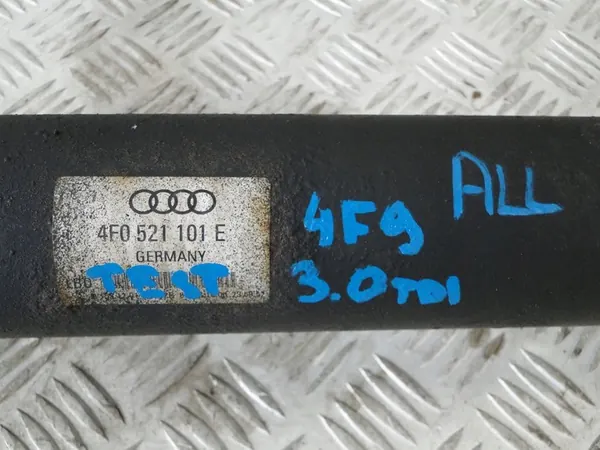 4F0 521 101 E
GERMANY
TEST
4F9
3.0TDI
ALL